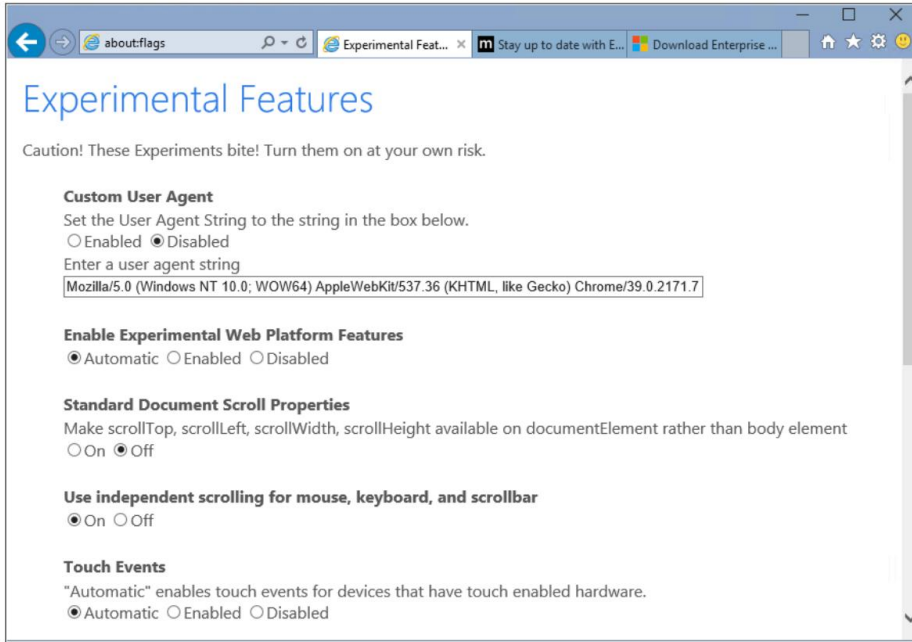 about:flags
Experimental Feat...
Stay up to date with E...
Download Enterprise ...
Experimental Features
Caution! These Experiments bite! Turn them on at your own risk.
Custom User Agent
Set the User Agent String to the string in the box below.
Enabled Disabled
Enter a user agent string
Mozilla/5.0 (Windows NT 10.0; WOW64) AppleWebKit/537.36 (KHTML, like Gecko) Chrome/39.0.2171.7
Enable Experimental Web Platform Features
Automatic Enabled Disabled
Standard Document Scroll Properties
Make scrollTop, scrollLeft, scrollWidth, scrollHeight available on documentElement rather than body element
On Off
Use independent scrolling for mouse, keyboard, and scrollbar
On Off
Touch Events
"Automatic" enables touch events for devices that have touch enabled hardware.
Automatic Enabled Disabled